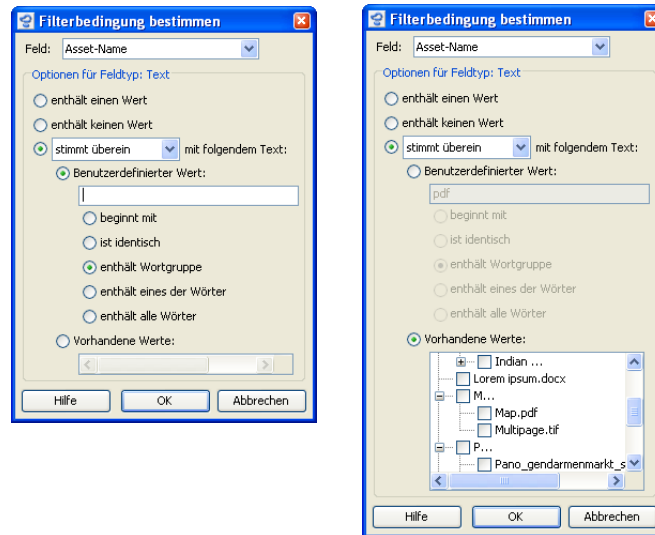 Filterbedingung bestimmen
Feld: Asset-Name
Optionen für Feldtyp: Text
enthält einen Wert
enthält keinen Wert
stimmt überein mit folgendem Text:
Benutzerdefinierter Wert:
beginnt mit
ist identisch
enthält Wortgruppe
enthält eines der Wörter
enthält alle Wörter
Vorhandene Werte:
Hilfe OK Abbrechen
Filterbedingung bestimmen
Feld: Asset-Name
Optionen für Feldtyp: Text
enthält einen Wert
enthält keinen Wert
stimmt überein mit folgendem Text:
Benutzerdefinierter Wert:
pdf
beginnt mit
ist identisch
enthält Wortgruppe
enthält eines der Wörter
enthält alle Wörter
Vorhandene Werte:
Indian ...
Lorem ipsum.docx
M...
Map.pdf
Multipage.tif
P...
Pano_gendarmenmarkt_s
Hilfe OK Abbrechen